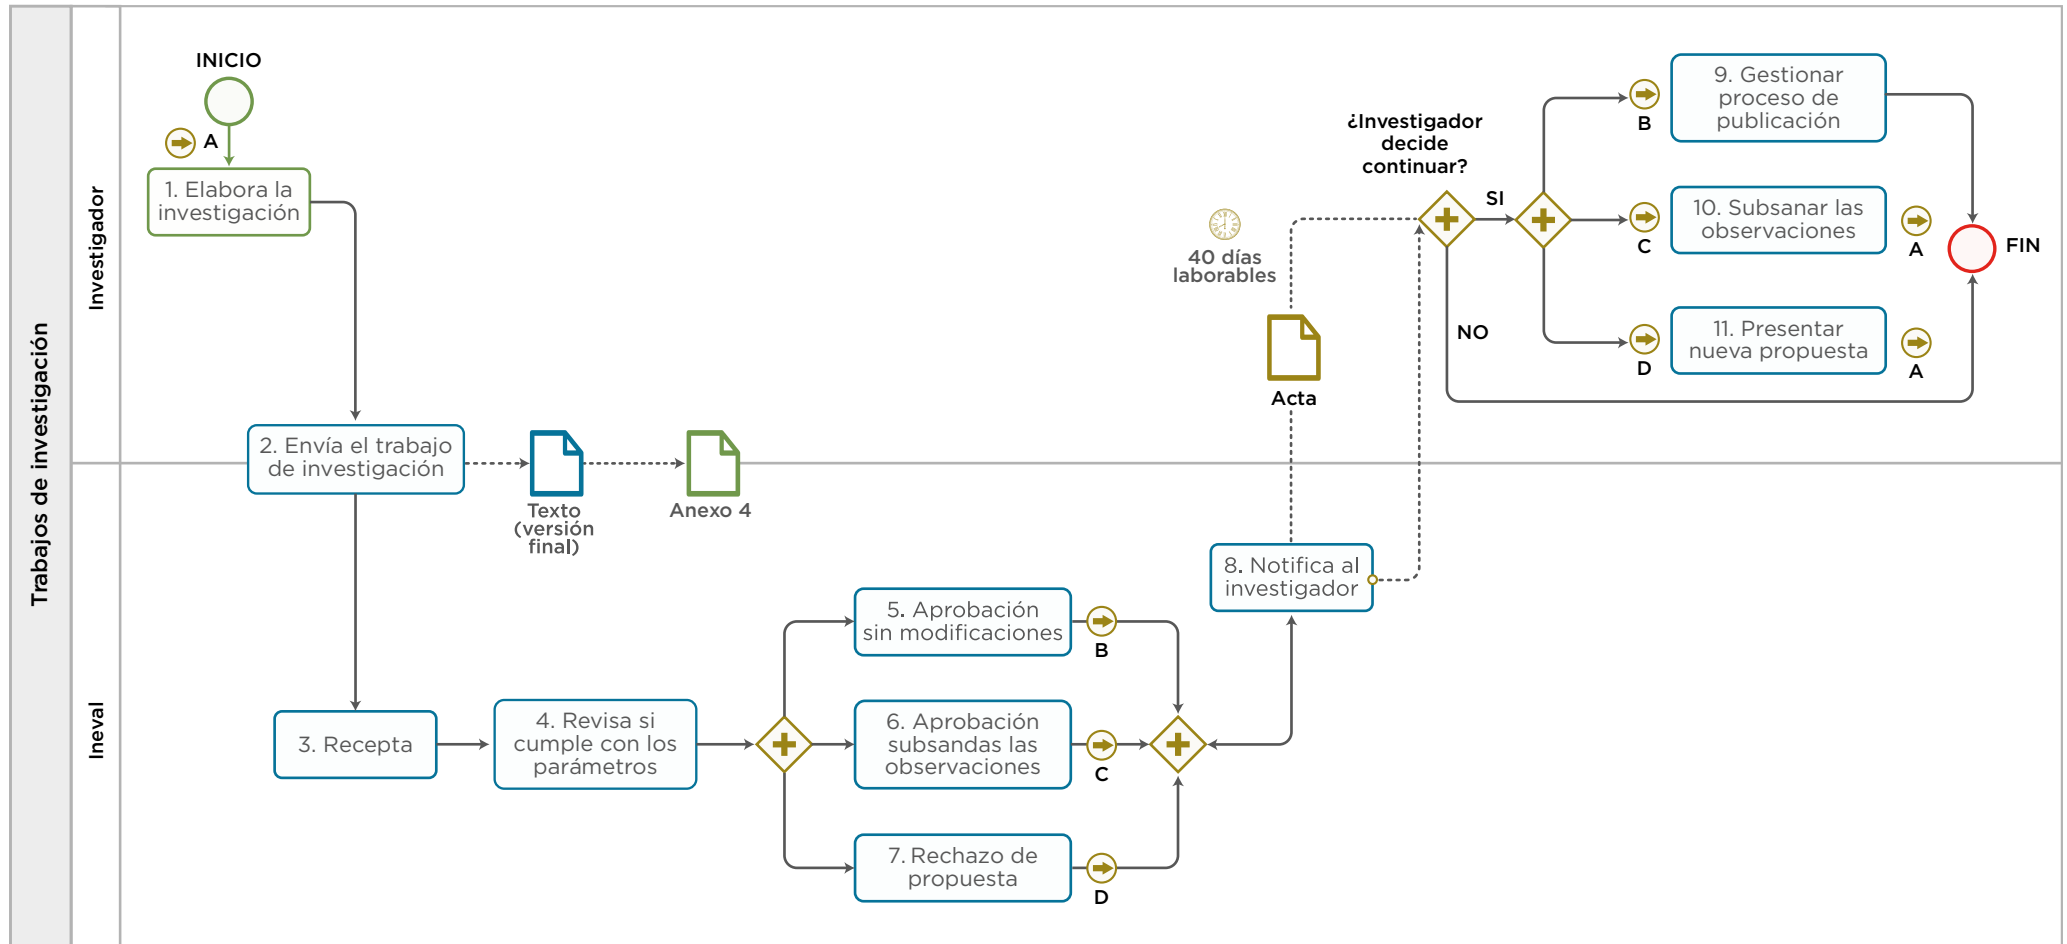 Trabajos de investigación
Investigador
INICIO
A
1. Elabora la
investigación
2. Envía el trabajo
de investigación
Texto
(versión
final)
Anexo 4
40 días
laborables
Acta
¿Investigador
decide
continuar?
SI
NO
B
9. Gestionar
proceso de
publicación
C
10. Subsanar las
observaciones
A
D
11. Presentar
nueva propuesta
A
FIN
Ineval
3. Recepta
4. Revisa si
cumple con los
parámetros
5. Aprobación
sin modificaciones
B
6. Aprobación
subsandas las
observaciones
C
7. Rechazo de
propuesta
D
8. Notifica al
investigador